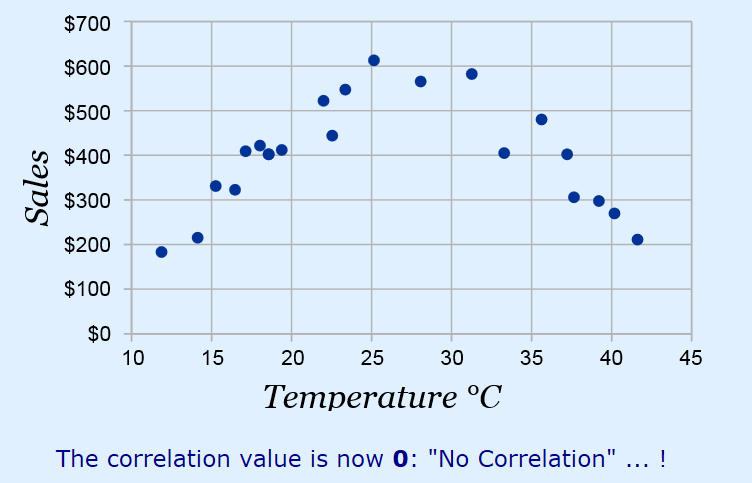 $700
$600
$500
$400
$300
$200
$100
$0
Sales
10 15 20 25 30 35 40 45
Temperature °C
The correlation value is now 0: "No Correlation" ... !